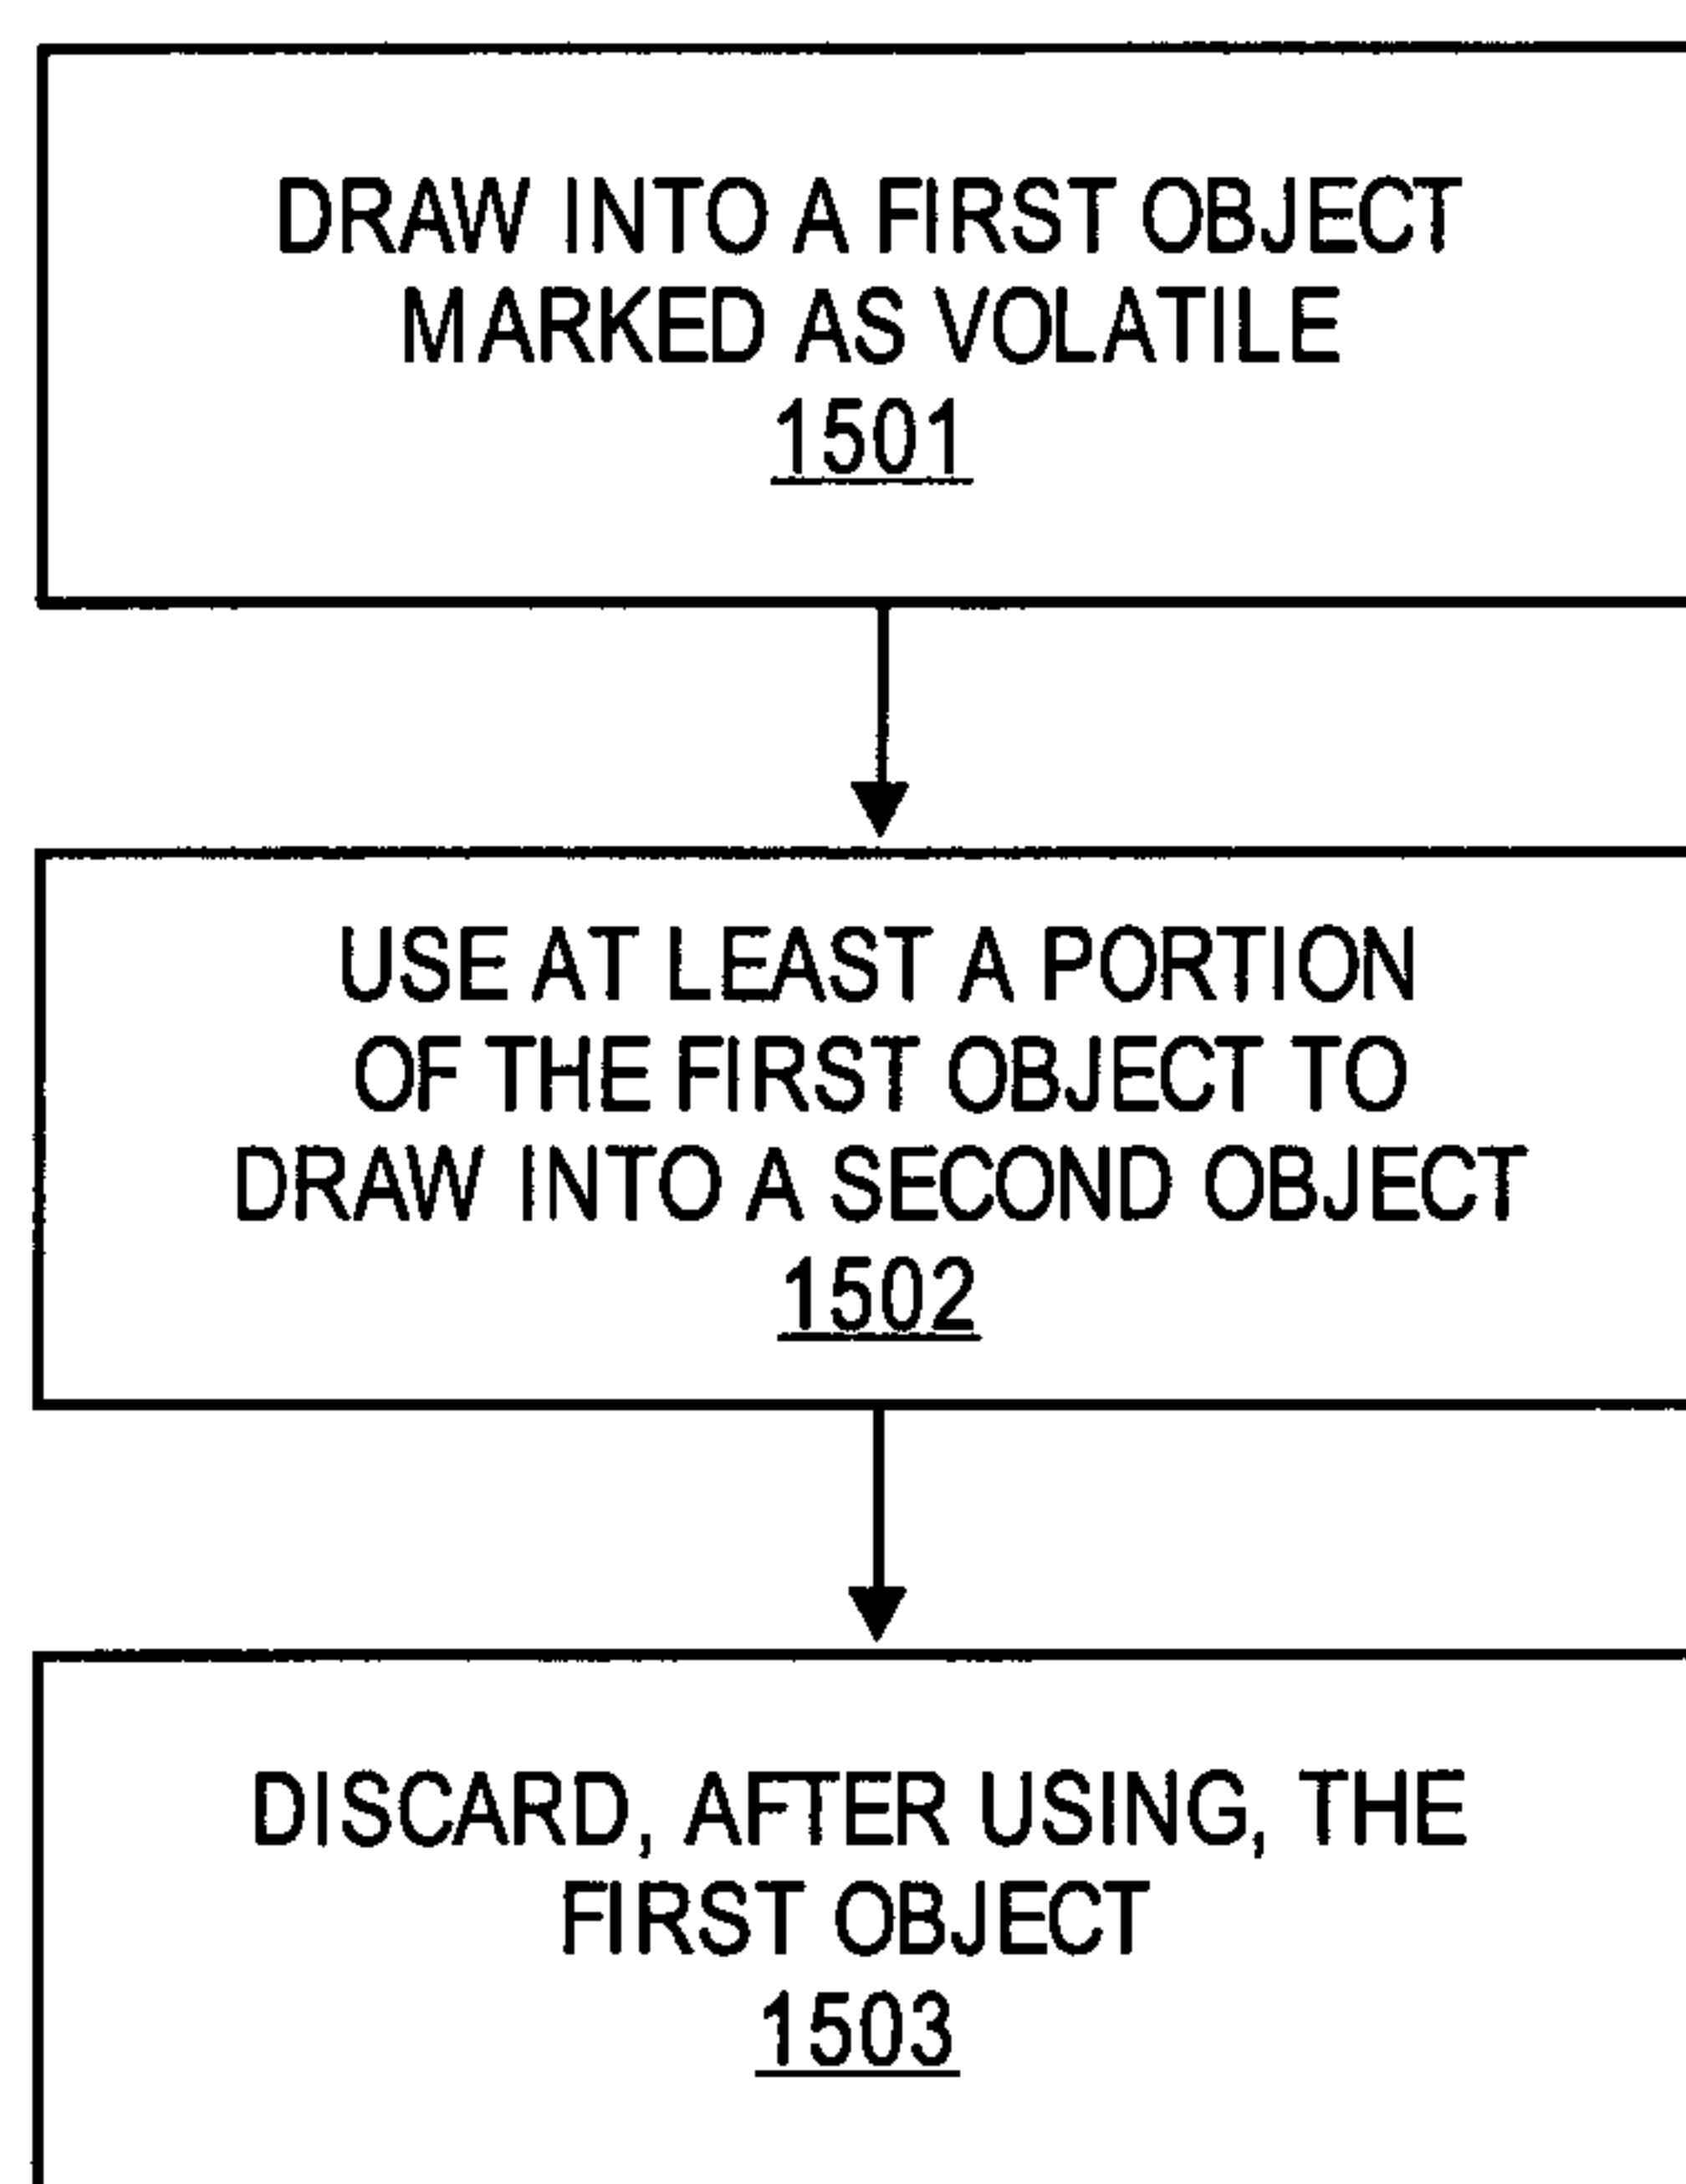 DRAW INTO A FIRST OBJECT
MARKED AS VOLATILE
1501
USE AT LEAST A PORTION
OF THE FIRST OBJECT TO
DRAW INTO A SECOND OBJECT
1502
DISCARD, AFTER USING, THE
FIRST OBJECT
1503